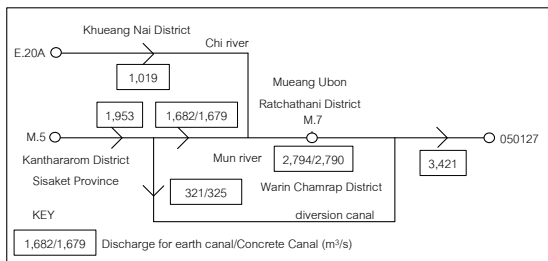 Khueang Nai District
Chi river
E.20A
1,019
Mueang Ubon
Ratchathani District
1,953
1,682/1,679
M.7
M.5
050127
Kanthararom District
Mun river
2,794/2,790
3,421
Sisaket Province
321/325
Warin Chamrap District
KEY
diversion canal
1,682/1,679
Discharge for earth canal/Concrete Canal (m³/s)